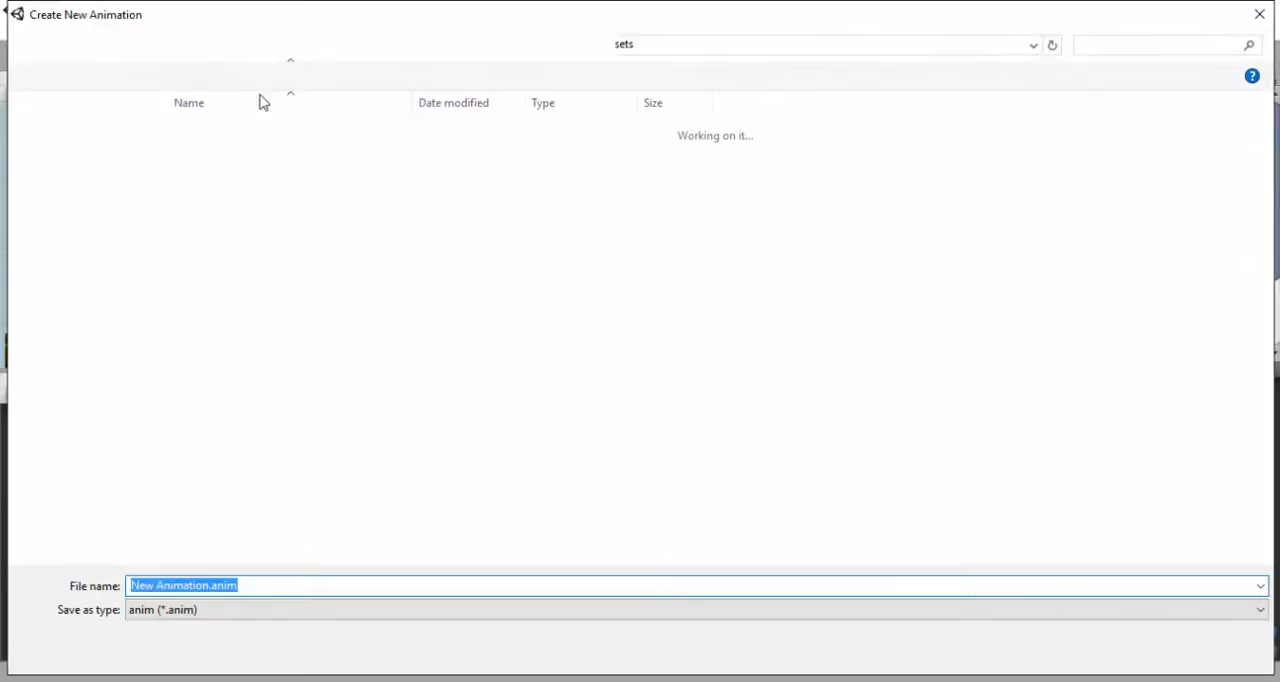 Create New Animation
sets
Name Date modified Type Size
Working on it...
File name: New Animation.anim
Save as type: anim (*.anim)